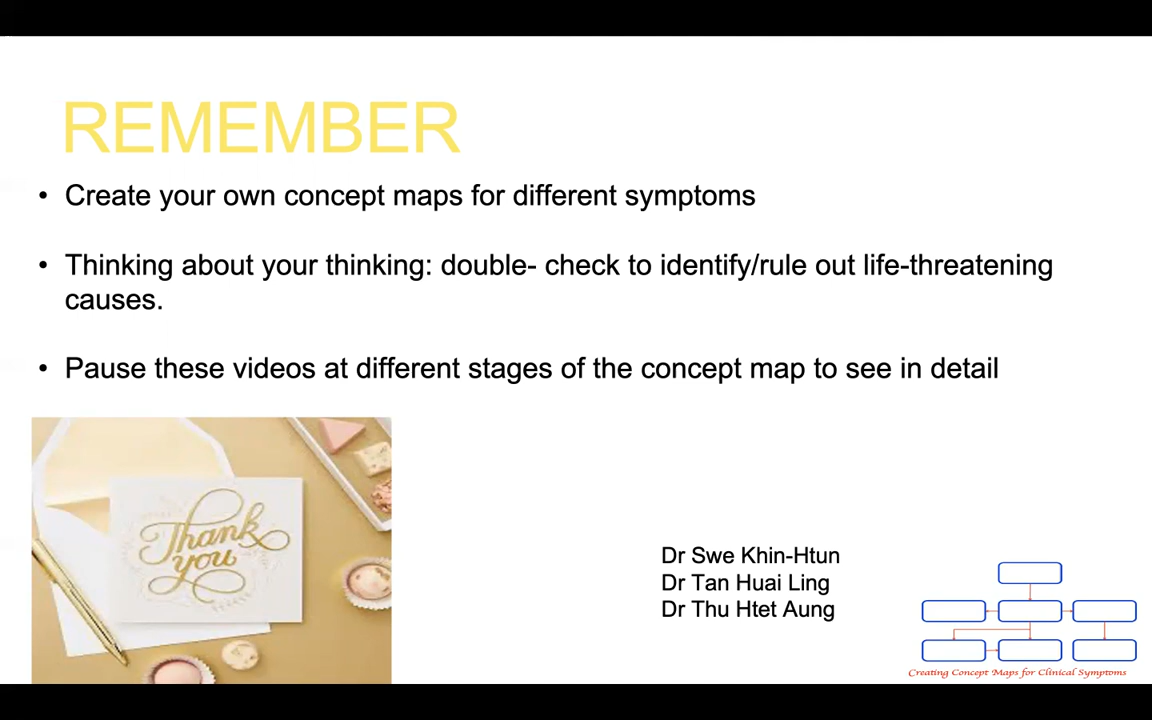 REMEMBER
• Create your own concept maps for different symptoms
• Thinking about your thinking: double- check to identify/rule out life-threatening
causes.
• Pause these videos at different stages of the concept map to see in detail
Thank
you
Dr Swe Khin-Htun
Dr Tan Huai Ling
Dr Thu Htet Aung
Creating Concept Maps for Clinical Symptoms